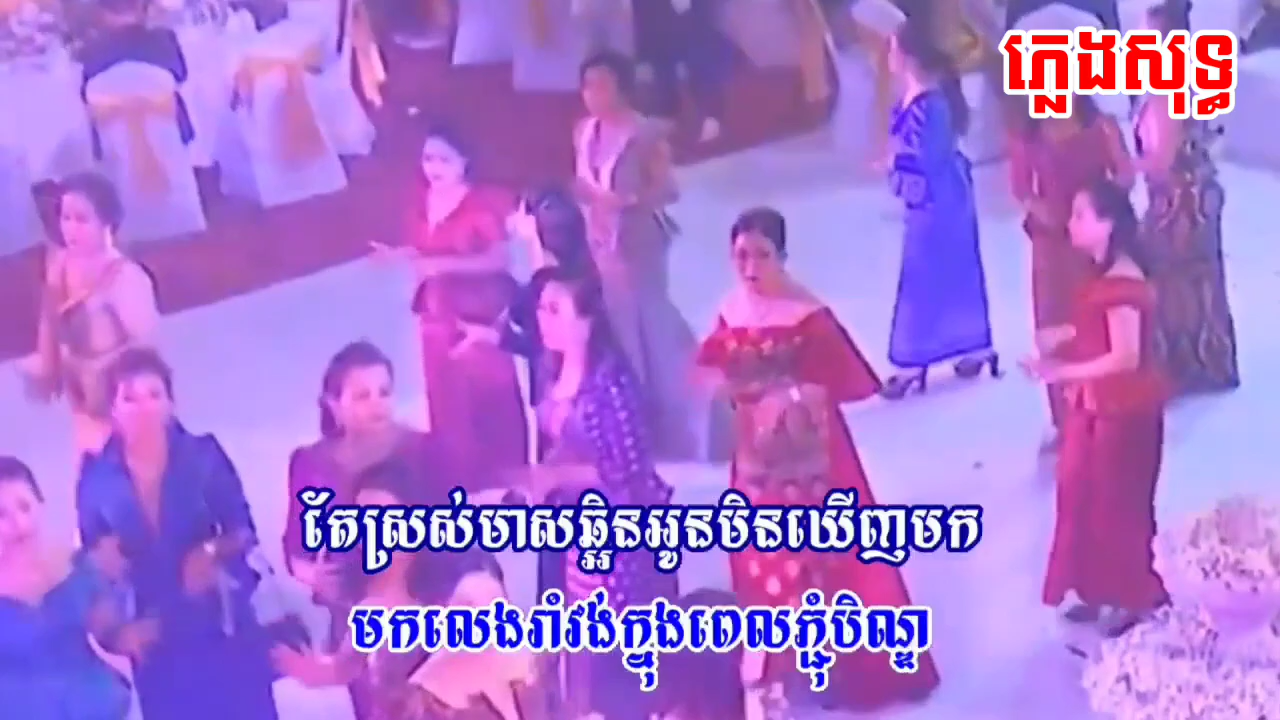 ភ្លេងសុទ្ធ
តែស្រស់មាសឆ្អិនអូនមិនឃើញមក
មកលេងរាំវង់ក្នុងពេលភ្ជុំបិណ្ឌ